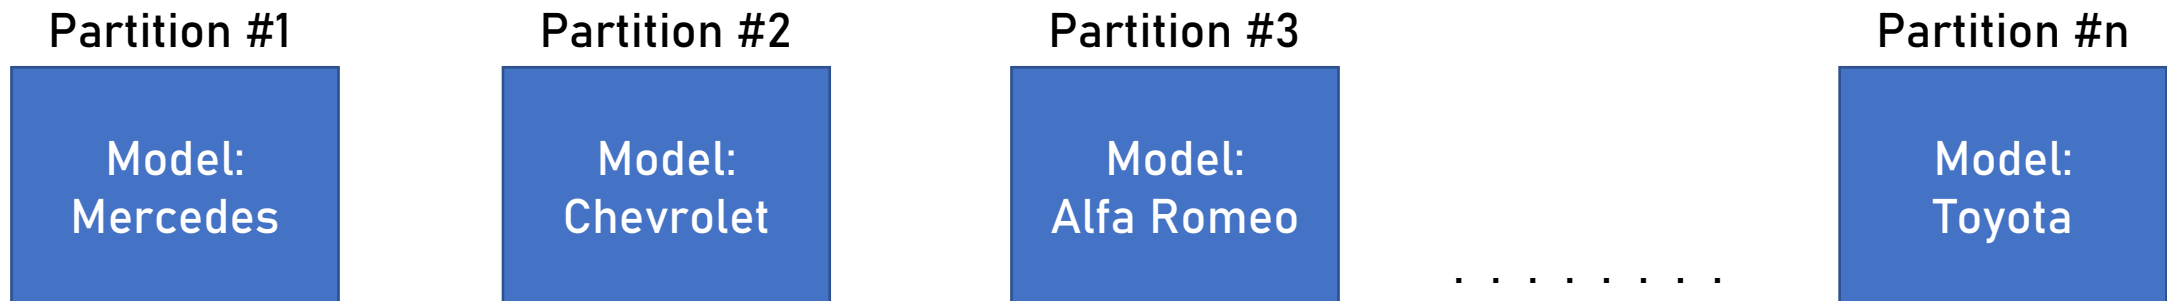 Partition #1
Partition #2
Partition #3
Partition #n
Model:
Mercedes
Model:
Chevrolet
Model:
Alfa Romeo
. . . . . . . .
Model:
Toyota